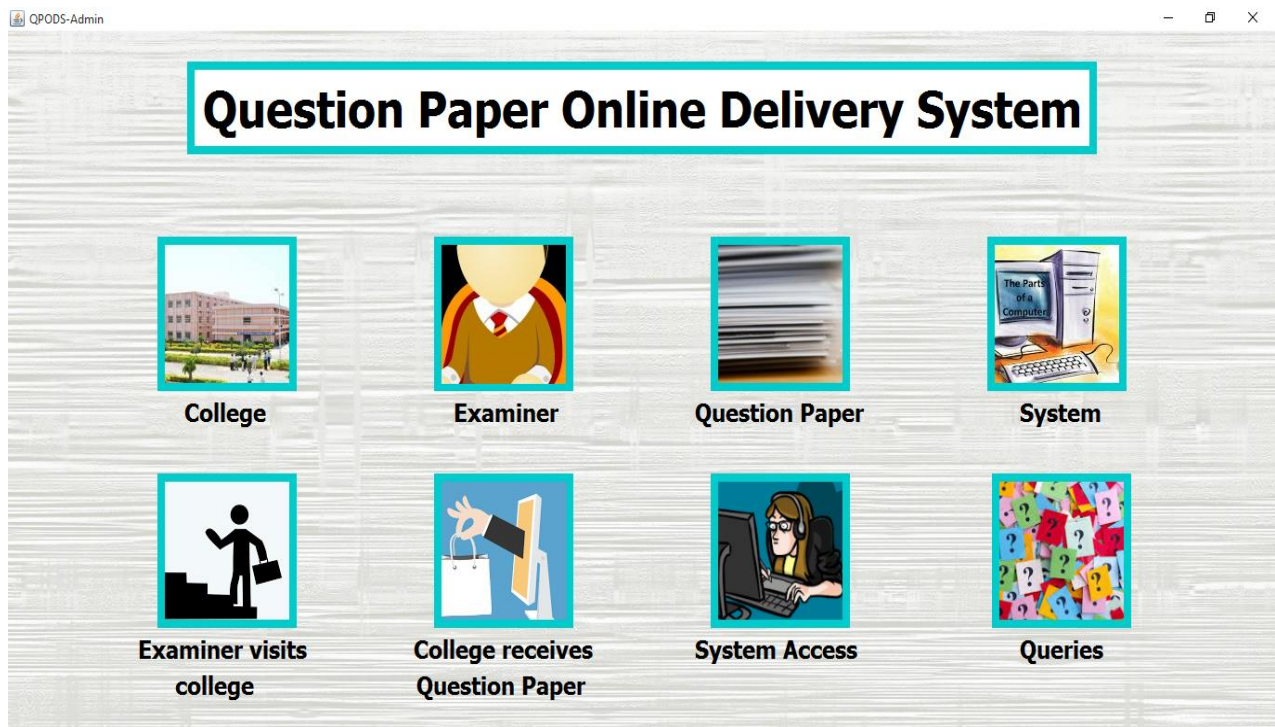 QPODS-Admin
Question Paper Online Delivery System
The Parts
of a
Computer
College
Examiner
Question Paper
System
? ? ? ? ? ? ? ?
Examiner visits
college
College receives
Question Paper
System Access
Queries